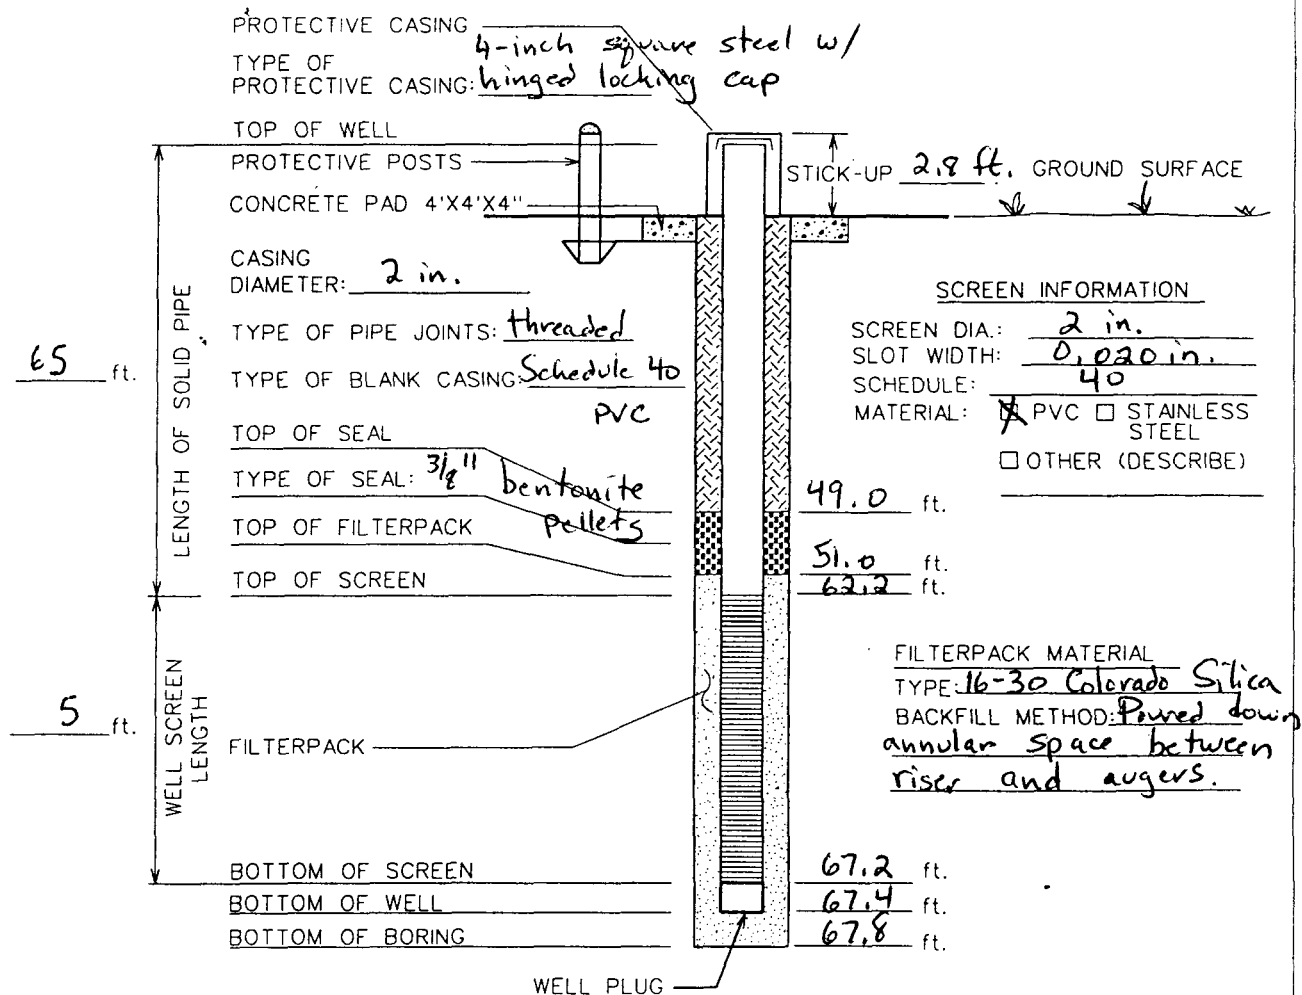 PROTECTIVE CASING
TYPE OF
PROTECTIVE CASING: 4-inch square steel w/
hinged locking cap
TOP OF WELL
PROTECTIVE POSTS
STICK-UP 2.8 ft. GROUND SURFACE
CONCRETE PAD 4'X4'X4"
CASING
DIAMETER: 2 in.
TYPE OF PIPE JOINTS: threaded
TYPE OF BLANK CASING: Schedule 40
PVC
65 ft.
LENGTH OF SOLID PIPE
SCREEN INFORMATION
SCREEN DIA.: 2 in.
SLOT WIDTH: 0.020 in.
SCHEDULE: 40
MATERIAL: X PVC □ STAINLESS
STEEL
□ OTHER (DESCRIBE)
TOP OF SEAL
49.0 ft.
TYPE OF SEAL: 3/8" bentonite
pellets
TOP OF FILTERPACK
51.0 ft.
TOP OF SCREEN
62.2 ft.
5 ft.
WELL SCREEN
LENGTH
FILTERPACK
FILTERPACK MATERIAL
TYPE: 16-30 Colorado Silica
BACKFILL METHOD: Poured down
annular space between
riser and augers.
BOTTOM OF SCREEN
67.2 ft.
BOTTOM OF WELL
67.4 ft.
BOTTOM OF BORING
67.8 ft.
WELL PLUG